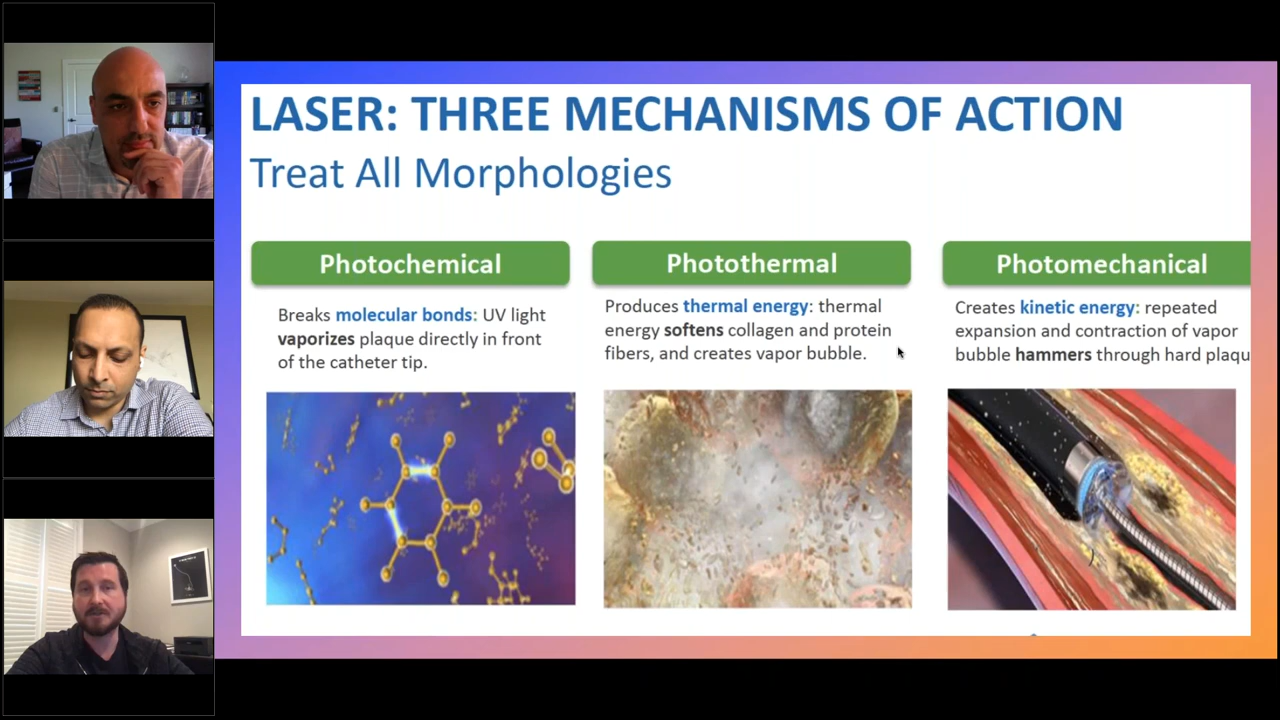 LASER: THREE MECHANISMS OF ACTION
Treat All Morphologies
Photochemical
Breaks molecular bonds: UV light
vaporizes plaque directly in front
of the catheter tip.
Photothermal
Produces thermal energy: thermal
energy softens collagen and protein
fibers, and creates vapor bubble.
Photomechanical
Creates kinetic energy: repeated
expansion and contraction of vapor
bubble hammers through hard plaqu